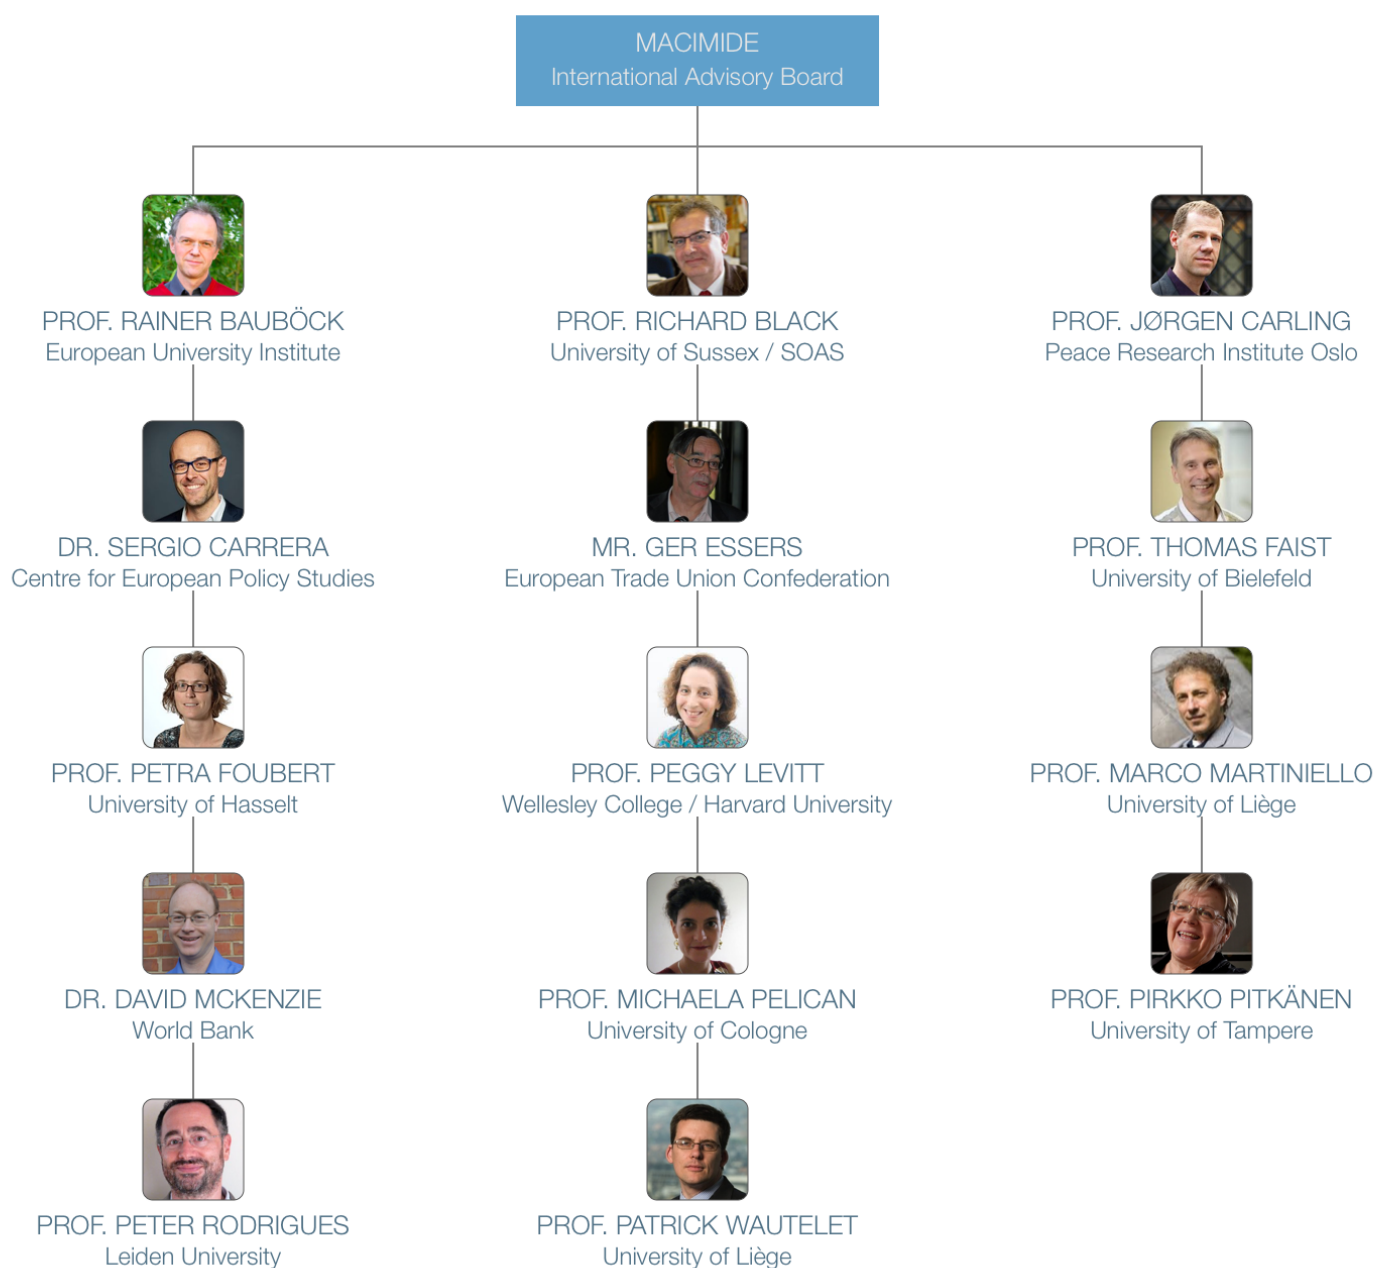 MACIMIDE
International Advisory Board
PROF. RAINER BAUBÖCK
European University Institute
PROF. RICHARD BLACK
University of Sussex / SOAS
PROF. JØRGEN CARLING
Peace Research Institute Oslo
DR. SERGIO CARRERA
Centre for European Policy Studies
MR. GER ESSERS
European Trade Union Confederation
PROF. THOMAS FAIST
University of Bielefeld
PROF. PETRA FOUBERT
University of Hasselt
PROF. PEGGY LEVITT
Wellesley College / Harvard University
PROF. MARCO MARTINIELLO
University of Liège
DR. DAVID MCKENZIE
World Bank
PROF. MICHAELA PELICAN
University of Cologne
PROF. PIRKKO PITKÄNEN
University of Tampere
PROF. PETER RODRIGUES
Leiden University
PROF. PATRICK WAUTELET
University of Liège